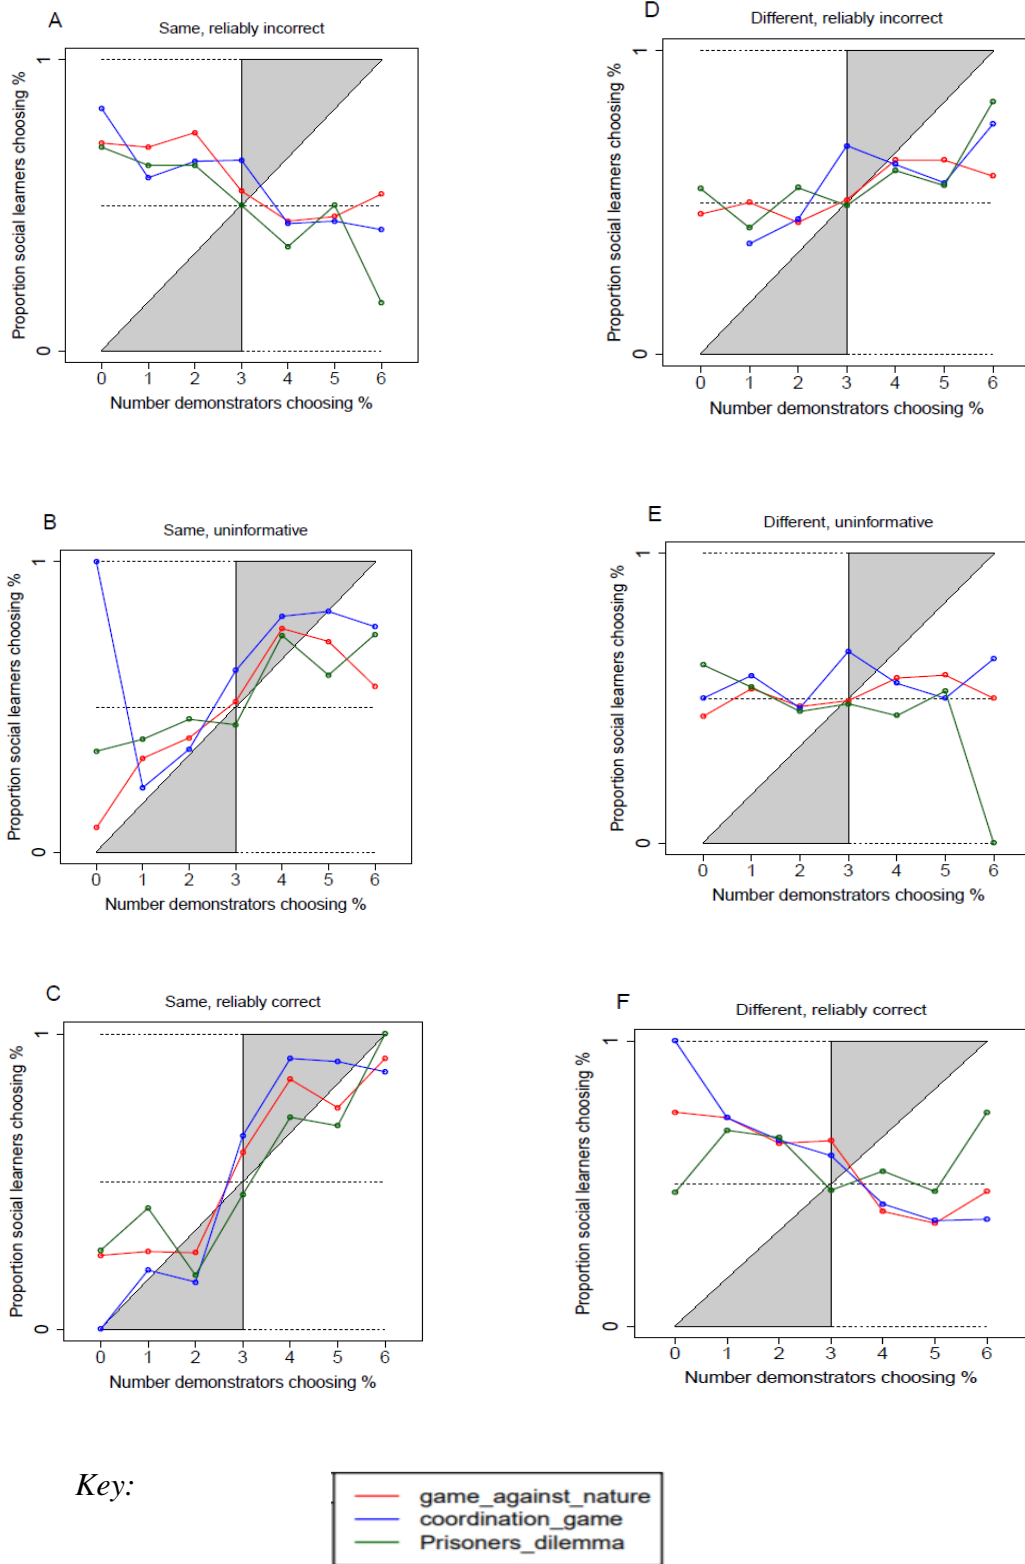 A
Same, reliably incorrect
1
0
Proportion social learners choosing %
0 1 2 3 4 5 6
Number demonstrators choosing %
D
Different, reliably incorrect
1
0
Proportion social learners choosing %
0 1 2 3 4 5 6
Number demonstrators choosing %
B
Same, uninformative
1
0
Proportion social learners choosing %
0 1 2 3 4 5 6
Number demonstrators choosing %
E
Different, uninformative
1
0
Proportion social learners choosing %
0 1 2 3 4 5 6
Number demonstrators choosing %
C
Same, reliably correct
1
0
Proportion social learners choosing %
0 1 2 3 4 5 6
Number demonstrators choosing %
F
Different, reliably correct
1
0
Proportion social learners choosing %
0 1 2 3 4 5 6
Number demonstrators choosing %
Key:
game_against_nature
coordination_game
Prisoners_dilemma